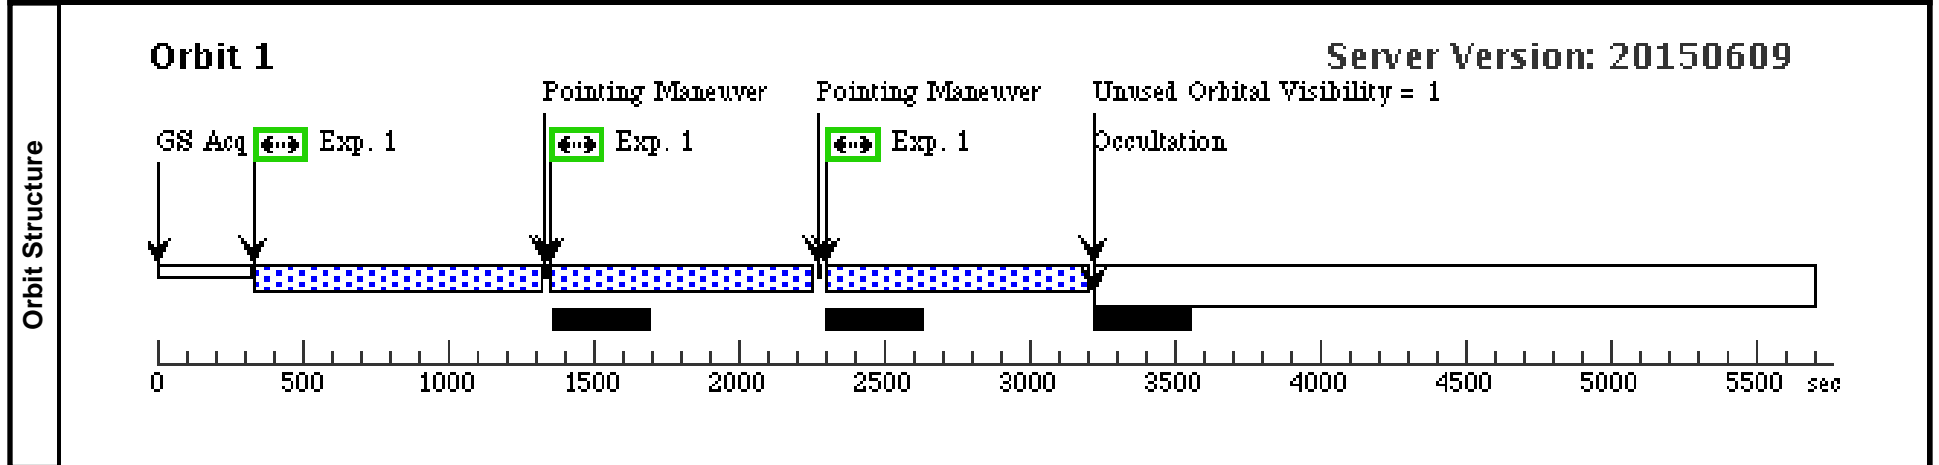 Orbit Structure
Orbit 1
Server Version: 20150609
Pointing Maneuver
Pointing Maneuver
Unused Orbital Visibility = 1
GS Acq
Exp. 1
Exp. 1
Exp. 1
Occultation
0 500 1000 1500 2000 2500 3000 3500 4000 4500 5000 5500 sec